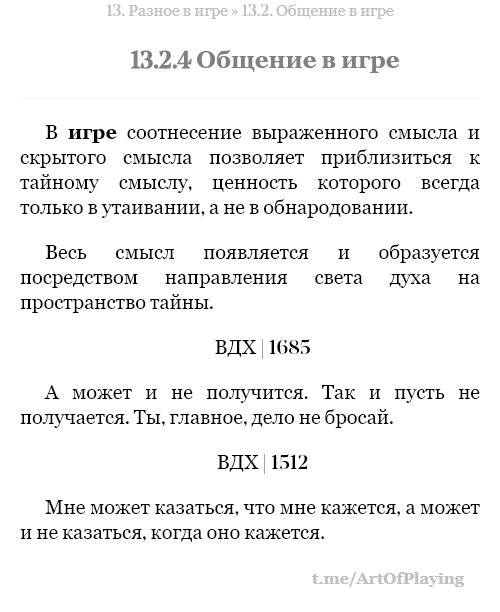 13. Разное в игре » 13.2. Общение в игре
13.2.4 Общение в игре
В игре соотнесение выраженного смысла и
скрытого смысла позволяет приблизиться к
тайному смыслу, ценность которого всегда
только в утаивании, а не в обнародовании.
Весь смысл появляется и образуется
посредством направления света духа на
пространство тайны.
ВДХ | 1685
А может и не получится. Так и пусть не
получается. Ты, главное, дело не бросай.
ВДХ | 1512
Мне может казаться, что мне кажется, а может
и не казаться, когда оно кажется.
t.me/ArtOfPlaying